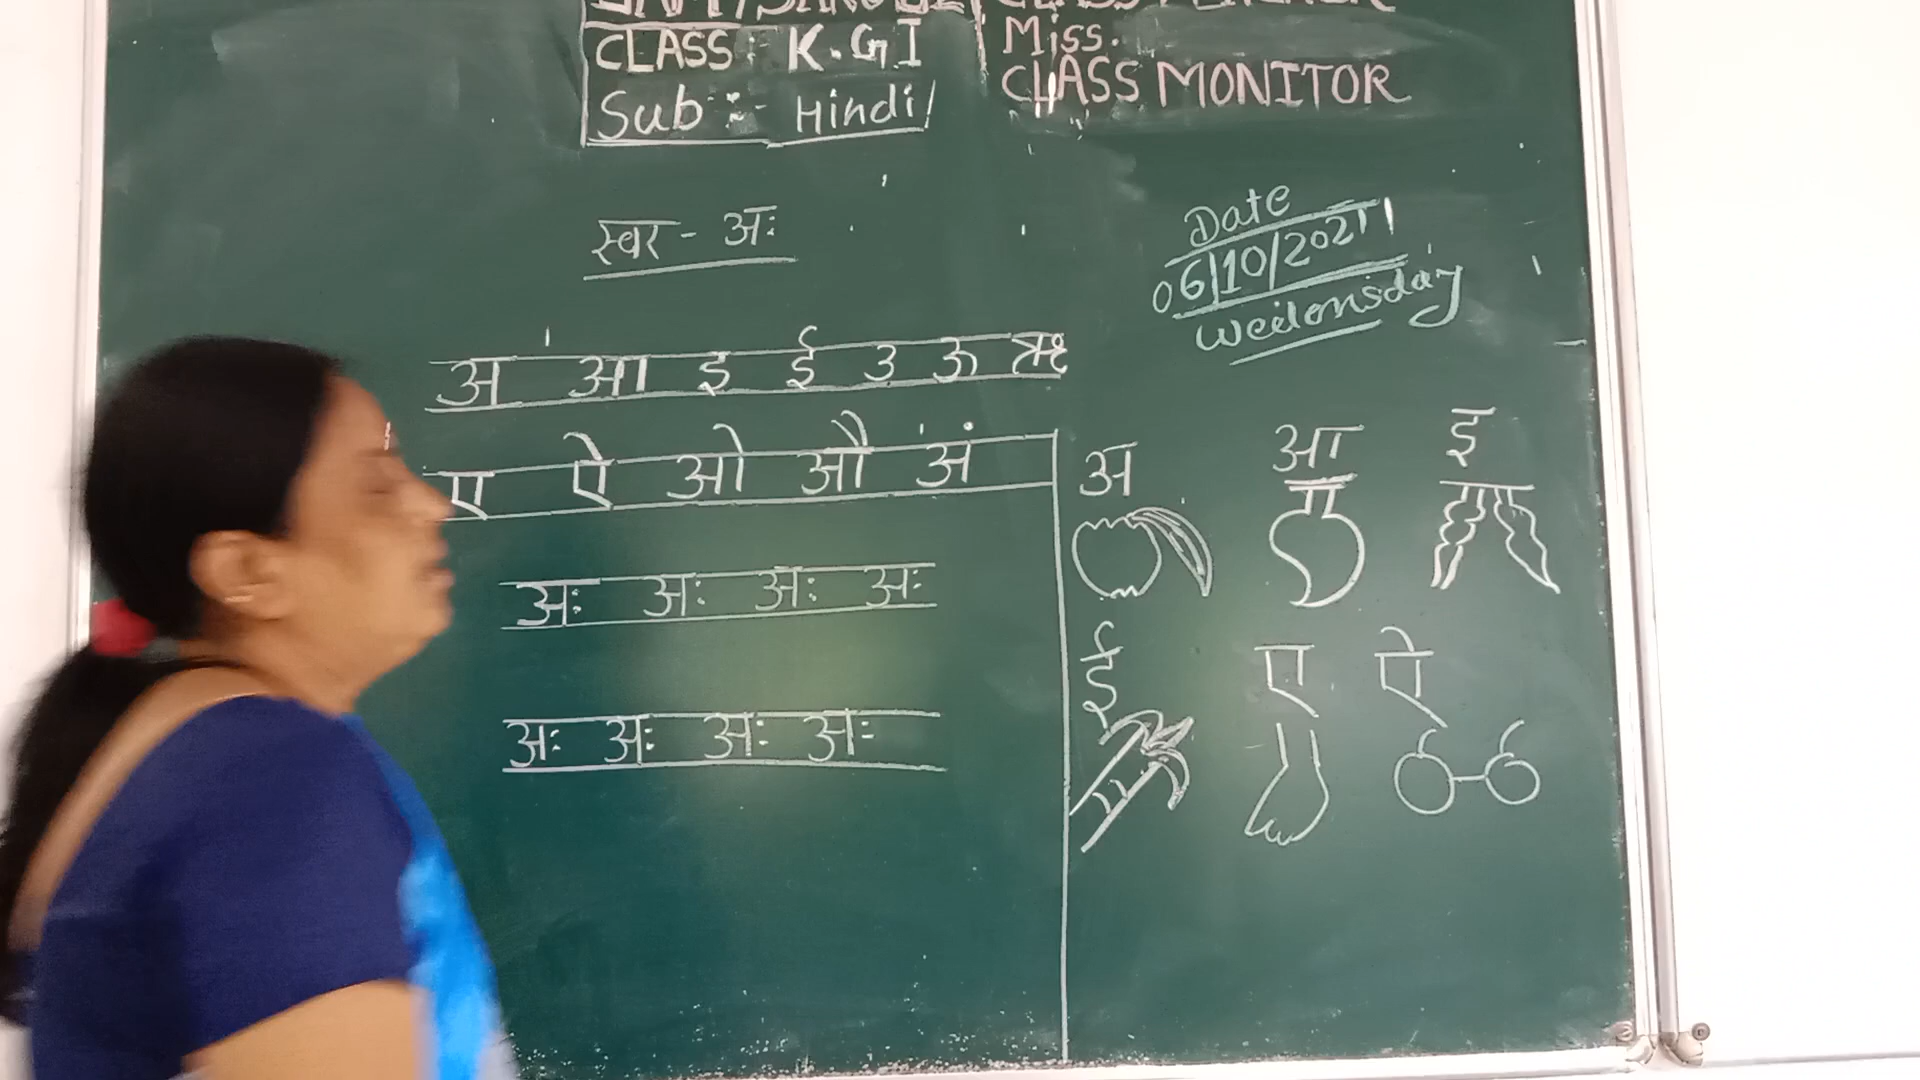 CLASS : K.G I
Sub :- Hindi
Miss.
CLASS MONITOR
स्वर - अः
Date
06/10/2021
Wedensday
अ आ इ ई उ ऊ ऋ
ए ऐ ओ औ अं
अः अः अः अः
अः अः अः अः
अ आ इ
ई ए ऐ